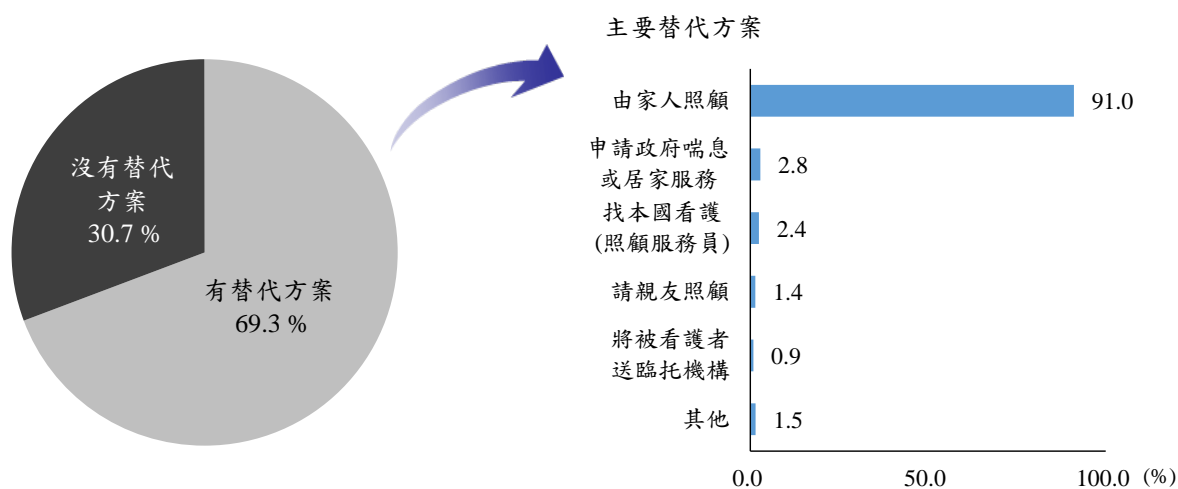 主要替代方案
沒有替代
方案
30.7 %
有替代方案
69.3 %
由家人照顧
91.0
申請政府喘息
或居家服務
2.8
找本國看護
(照顧服務員)
2.4
請親友照顧
1.4
將被看護者
送臨托機構
0.9
其他
1.5
0.0
50.0
100.0
(%)